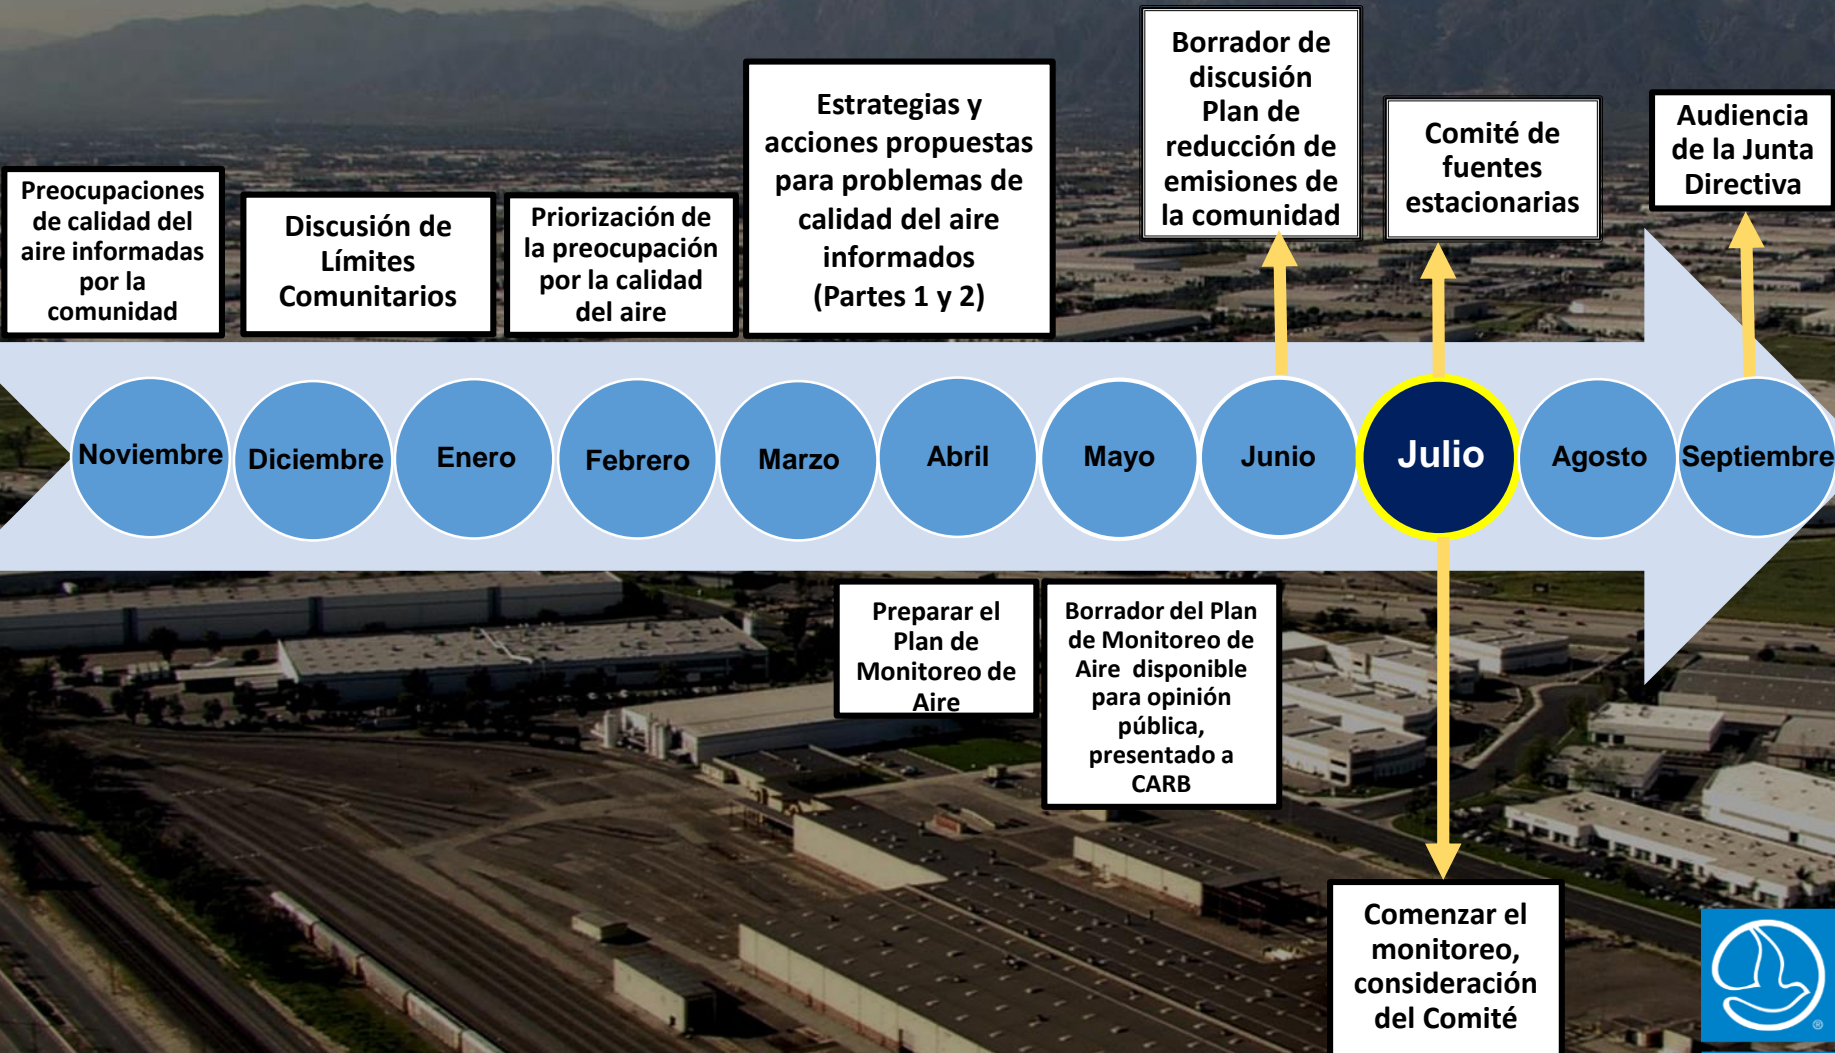 Preocupaciones
de calidad del
aire informadas
por la
comunidad
Discusión de
Límites
Comunitarios
Priorización de
la preocupación
por la calidad
del aire
Estrategias y
acciones propuestas
para problemas de
calidad del aire
informados
(Partes 1 y 2)
Borrador de
discusión
Plan de
reducción de
emisiones de
la comunidad
Comité de
fuentes
estacionarias
Audiencia
de la Junta
Directiva
Noviembre
Diciembre
Enero
Febrero
Marzo
Abril
Mayo
Junio
Julio
Agosto
Septiembre
Preparar el
Plan de
Monitoreo de
Aire
Borrador del Plan
de Monitoreo de
Aire disponible
para opinión
pública,
presentado a
CARB
Comenzar el
monitoreo,
consideración
del Comité
®